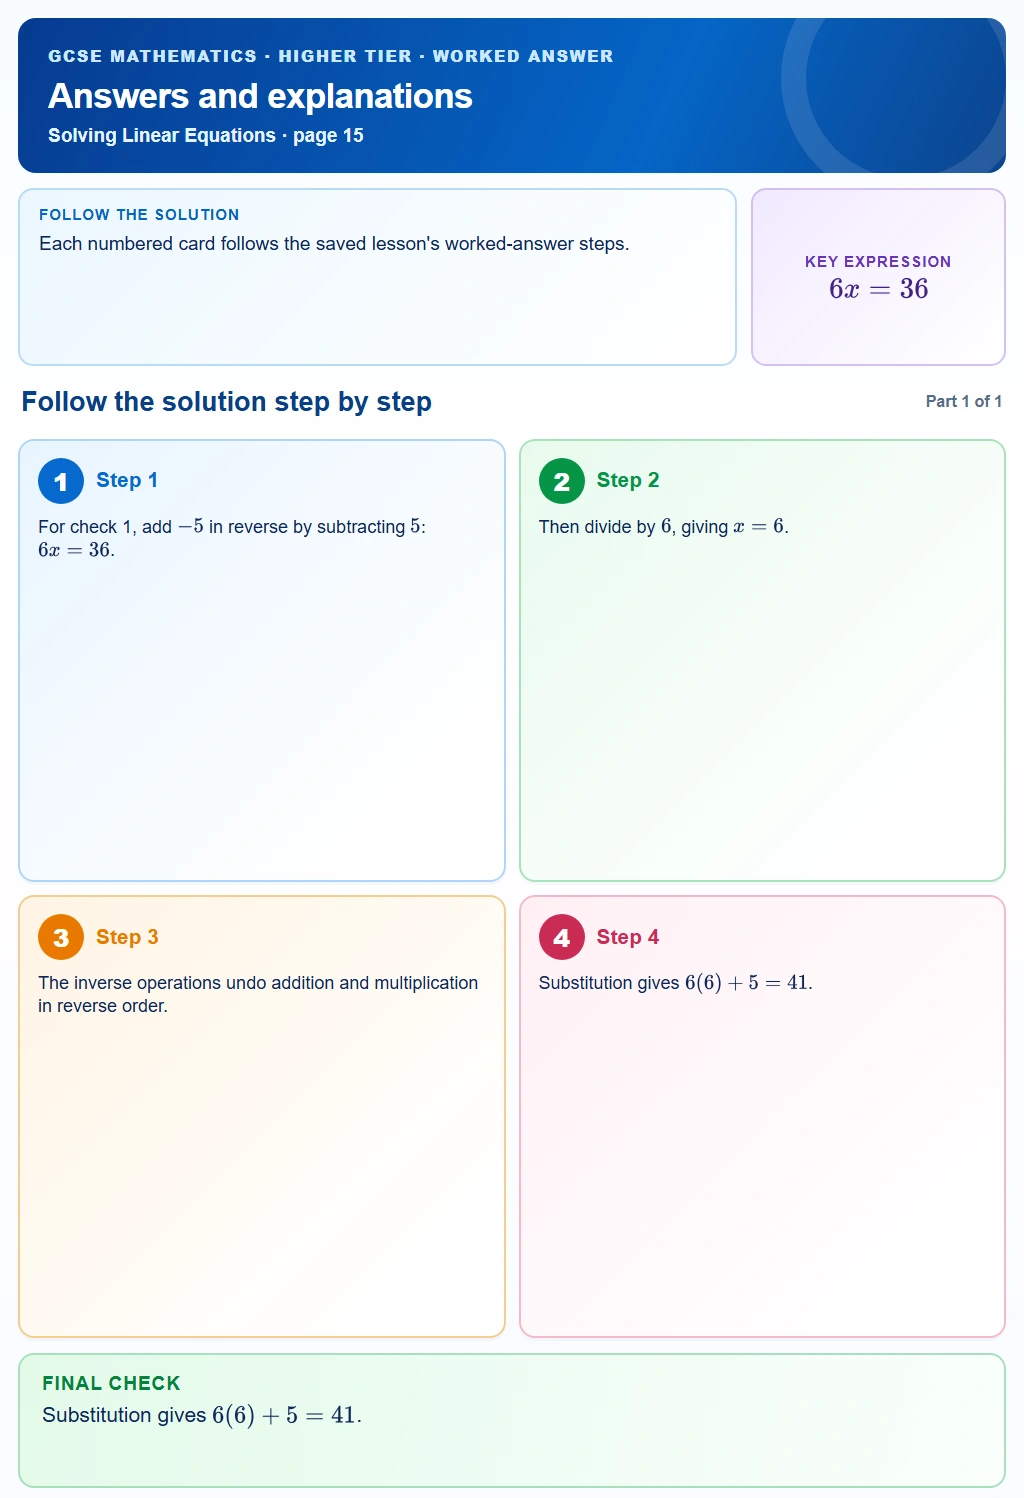 GCSE MATHEMATICS · HIGHER TIER · WORKED ANSWER
Answers and explanations
Solving Linear Equations · page 15
FOLLOW THE SOLUTION
Each numbered card follows the saved lesson's worked-answer steps.
KEY EXPRESSION
6x = 36
Follow the solution step by step
Part 1 of 1
1 Step 1
For check 1, add −5 in reverse by subtracting 5:
6x = 36.
2 Step 2
Then divide by 6, giving x = 6.
3 Step 3
The inverse operations undo addition and multiplication
in reverse order.
4 Step 4
Substitution gives 6(6) + 5 = 41.
FINAL CHECK
Substitution gives 6(6) + 5 = 41.